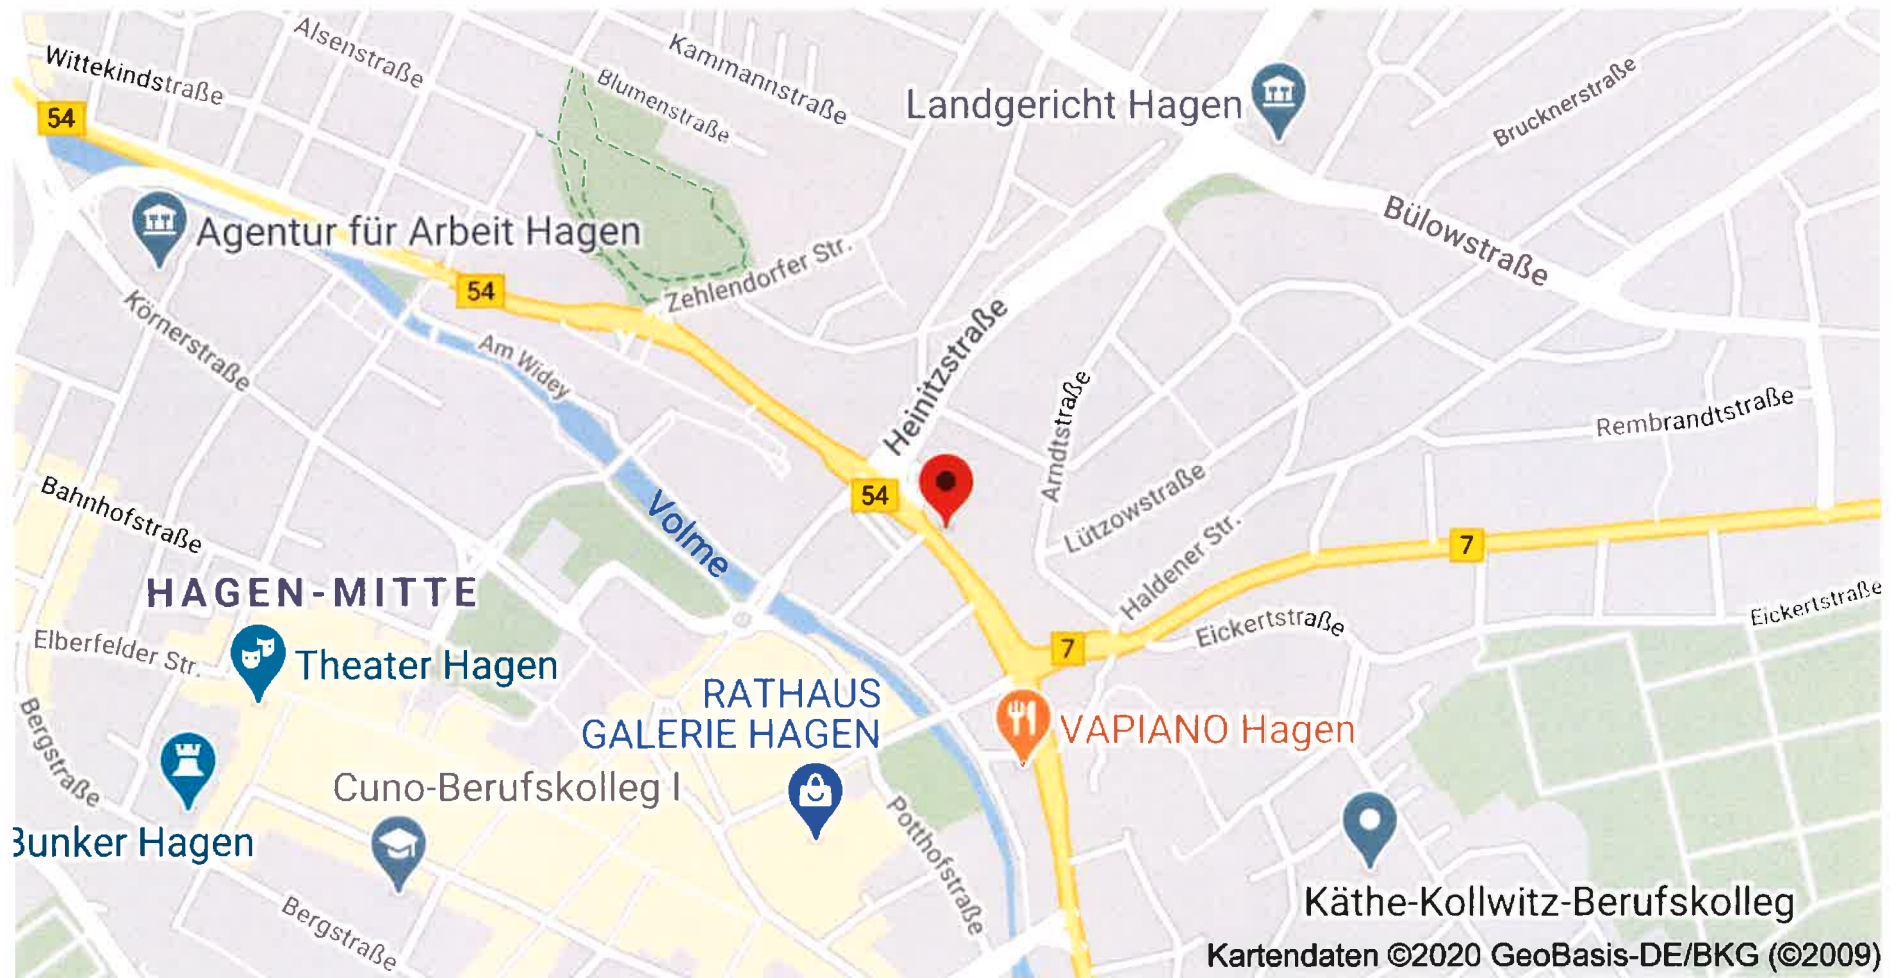 Alsenstraße
Kammannstraße
Wittekindstraße
Blumenstraße
Landgericht Hagen
Brucknerstraße
54
Agentur für Arbeit Hagen
Bülowstraße
Zehlendorfer Str.
54
Körnerstraße
Am Widey
Heinitzstraße
Arndtstraße
Rembrandtstraße
54
Lützowstraße
Bahnhofstraße
Volme
Haldener Str.
7
HAGEN-MITTE
Eickertstraße
Eickertstraße
Elberfelder Str.
Theater Hagen
7
RATHAUS
GALERIE HAGEN
VAPIANO Hagen
Bergstraße
Cuno-Berufskolleg I
Potthofstraße
Bunker Hagen
Käthe-Kollwitz-Berufskolleg
Bergstraße
Kartendaten ©2020 GeoBasis-DE/BKG (©2009)